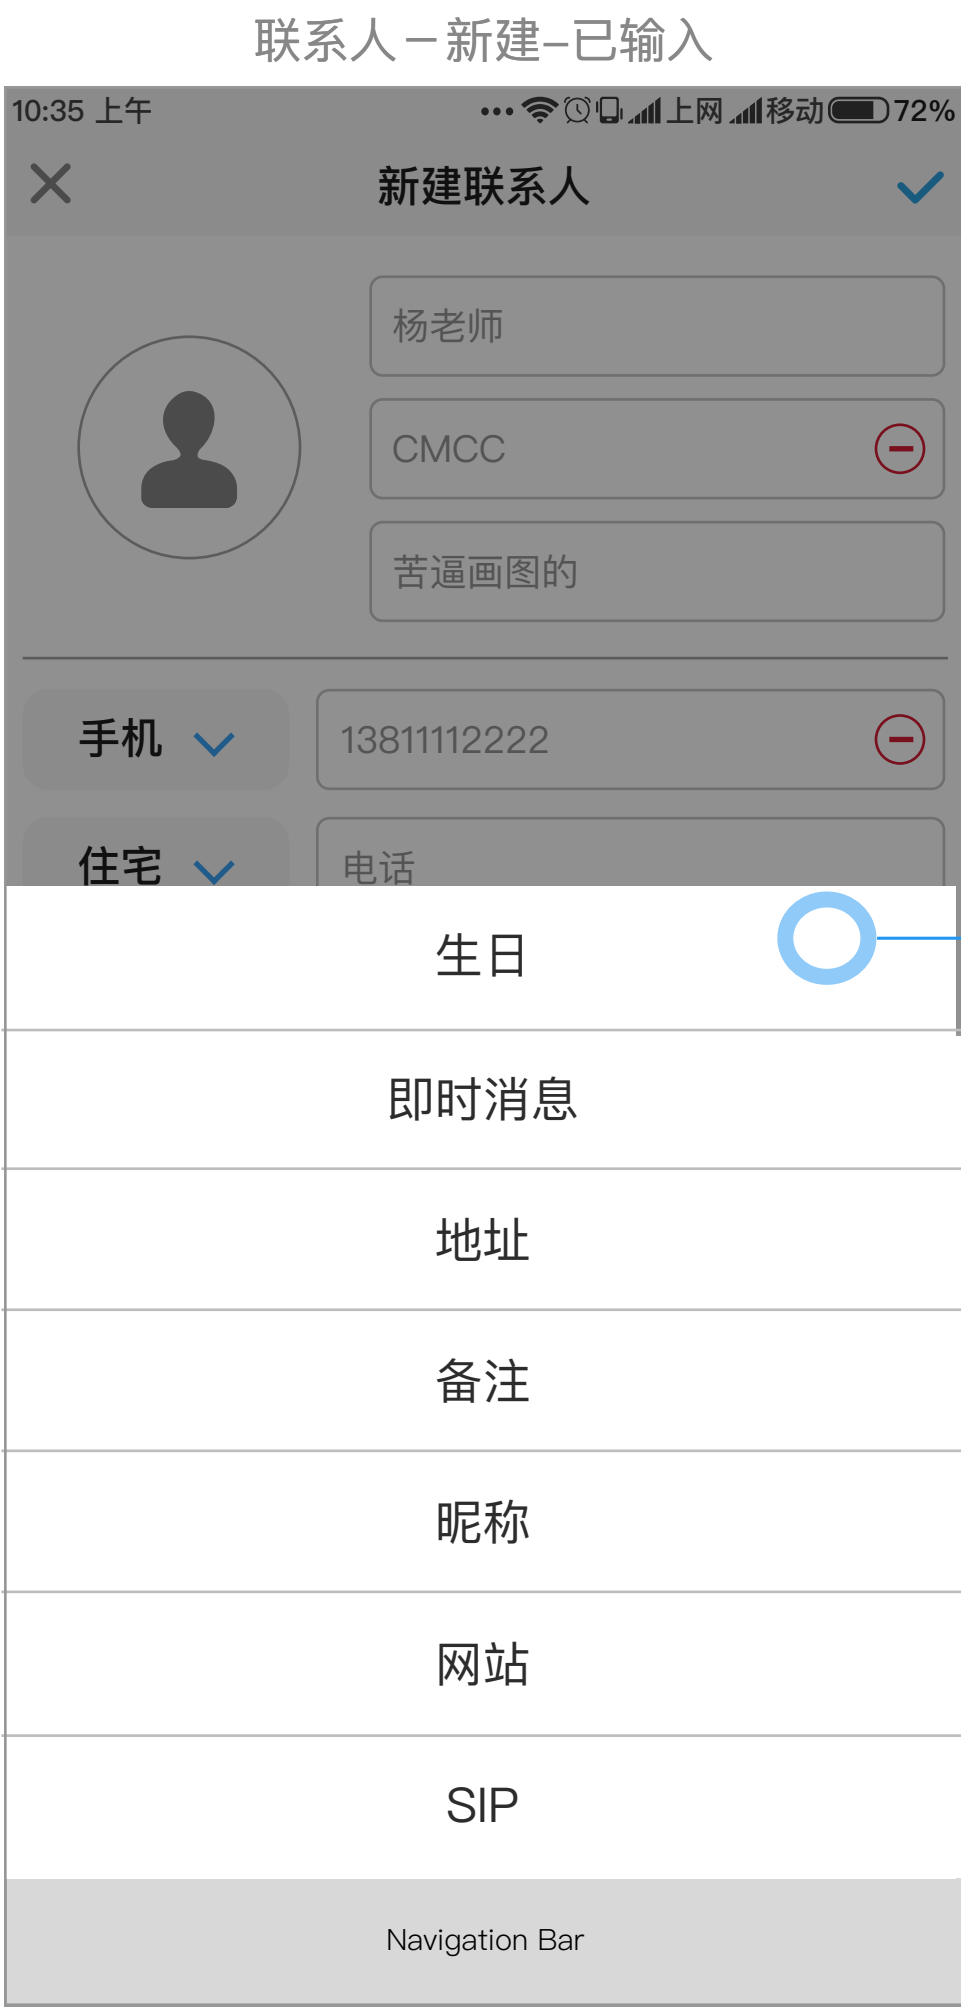 联系人－新建–已输入
10:35 上午 上网 移动 72%
新建联系人
杨老师
CMCC
苦逼画图的
手机 13811112222
住宅 电话
生日
即时消息
地址
备注
昵称
网站
SIP
Navigation Bar